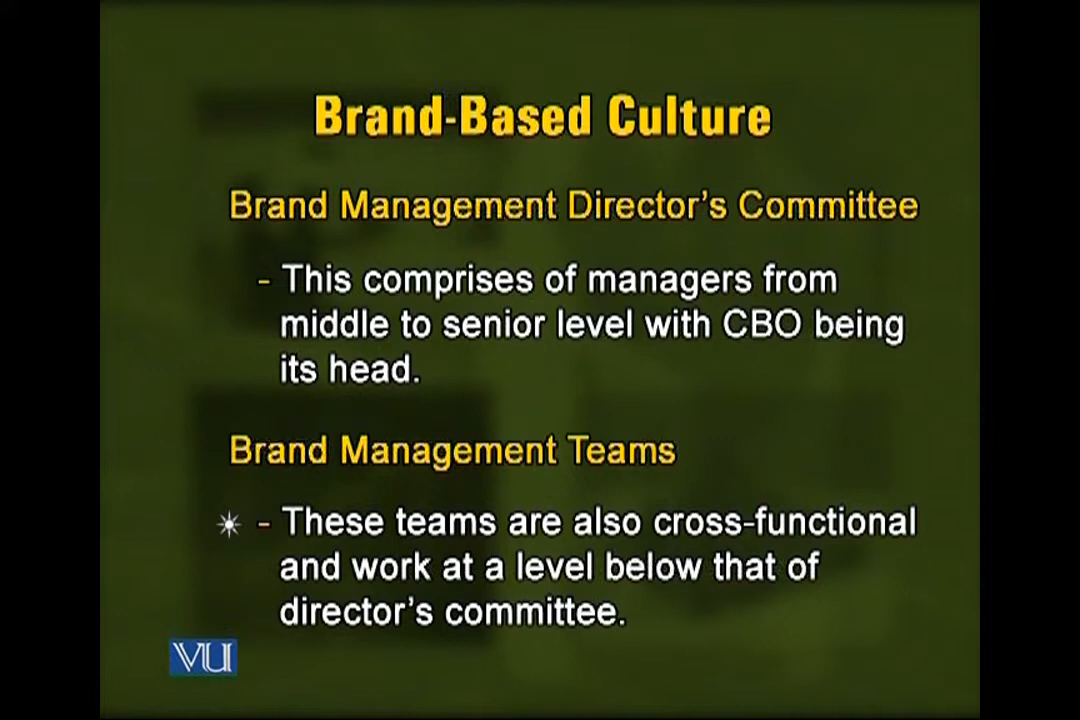 Brand-Based Culture
Brand Management Director's Committee
- This comprises of managers from
middle to senior level with CBO being
its head.
Brand Management Teams
- These teams are also cross-functional
and work at a level below that of
director's committee.
VU